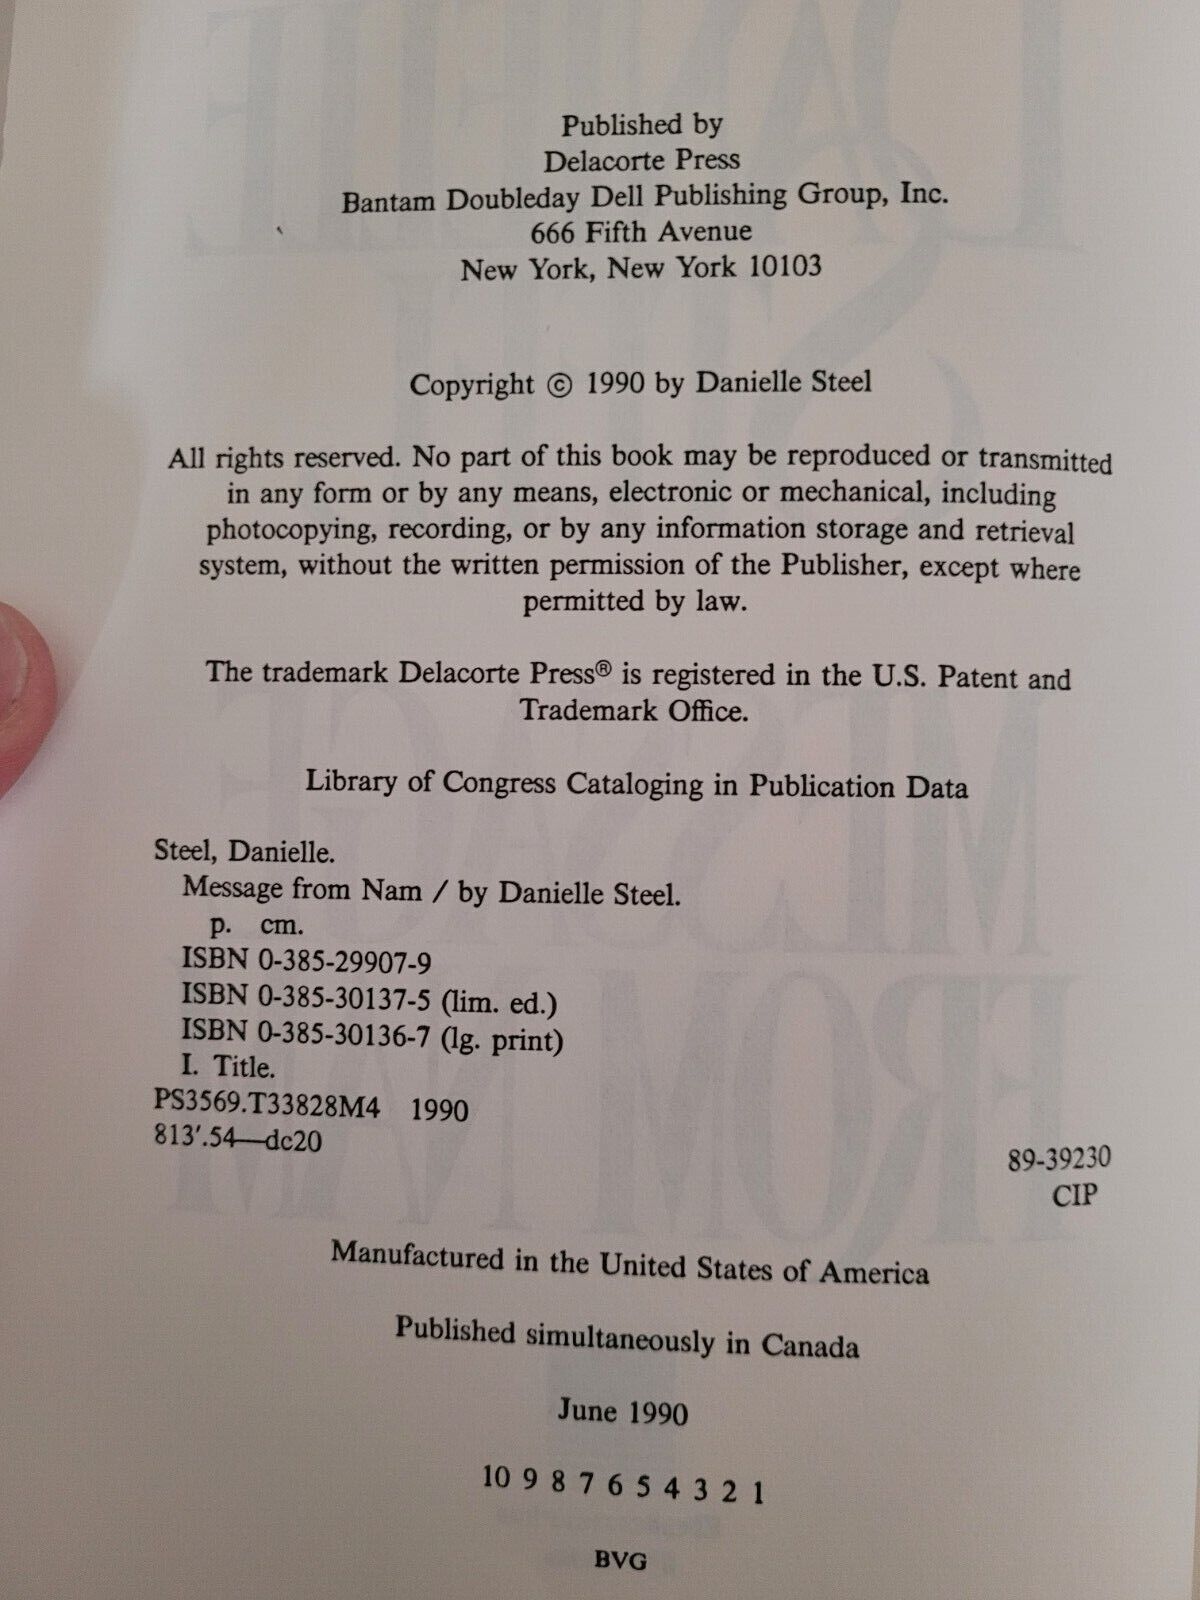 Published by
Delacorte Press
Bantam Doubleday Dell Publishing Group, Inc.
666 Fifth Avenue
New York, New York 10103
Copyright © 1990 by Danielle Steel
All rights reserved. No part of this book may be reproduced or transmitted
in any form or by any means, electronic or mechanical, including
photocopying, recording, or by any information storage and retrieval
system, without the written permission of the Publisher, except where
permitted by law.
The trademark Delacorte Press® is registered in the U.S. Patent and
Trademark Office.
Library of Congress Cataloging in Publication Data
Steel, Danielle.
Message from Nam / by Danielle Steel.
p. cm.
ISBN 0-385-29907-9
ISBN 0-385-30137-5 (lim. ed.)
ISBN 0-385-30136-7 (lg. print)
I. Title.
PS3569.T33828M4 1990
813′.54—dc20
89-39230
CIP
Manufactured in the United States of America
Published simultaneously in Canada
June 1990
10 9 8 7 6 5 4 3 2 1
BVG